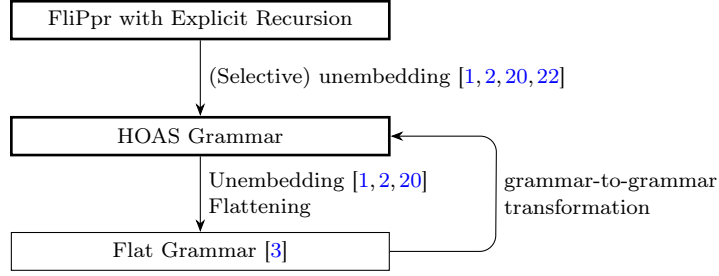 FliPpr with Explicit Recursion
(Selective) unembedding [1, 2, 20, 22]
HOAS Grammar
Unembedding [1, 2, 20]
Flattening
grammar-to-grammar
transformation
Flat Grammar [3]